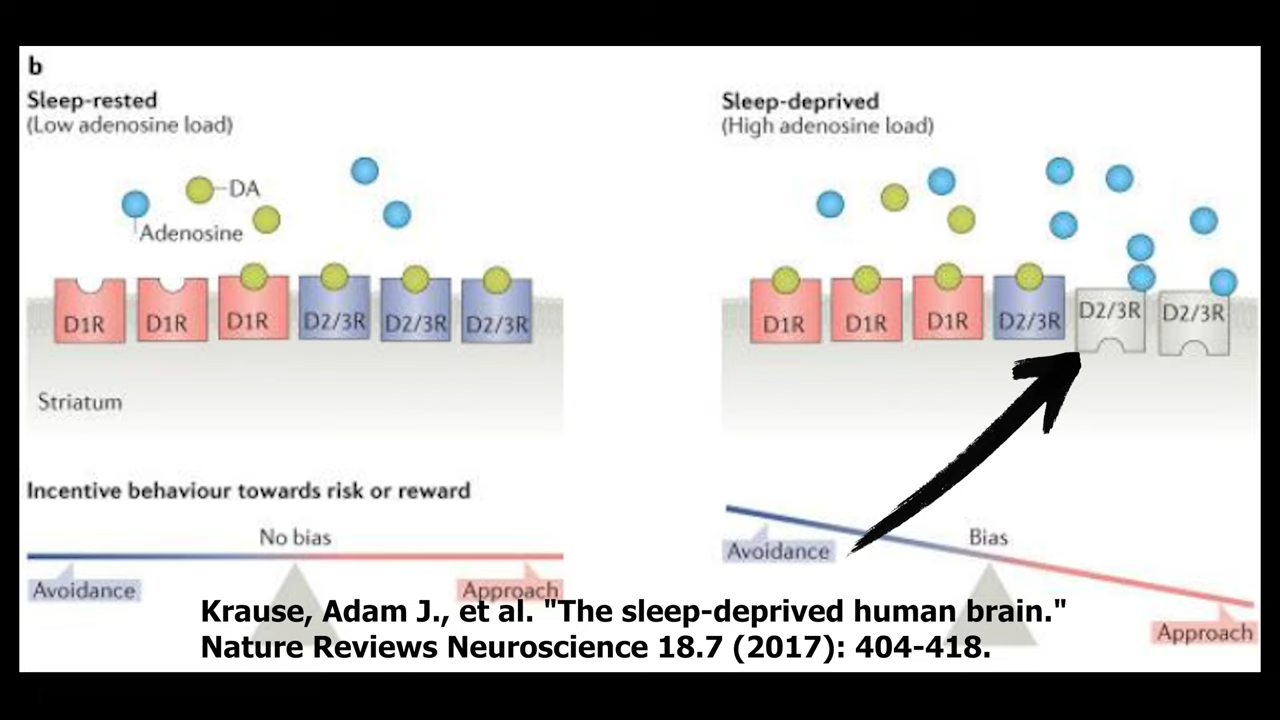 b
Sleep-rested
(Low adenosine load)
DA
Adenosine
D1R D1R D1R D2/3R D2/3R D2/3R
Striatum
Incentive behaviour towards risk or reward
No bias
Avoidance
Approach
Sleep-deprived
(High adenosine load)
D1R D1R D1R D2/3R D2/3R D2/3R
Bias
Avoidance
Approach
Krause, Adam J., et al. "The sleep-deprived human brain."
Nature Reviews Neuroscience 18.7 (2017): 404-418.